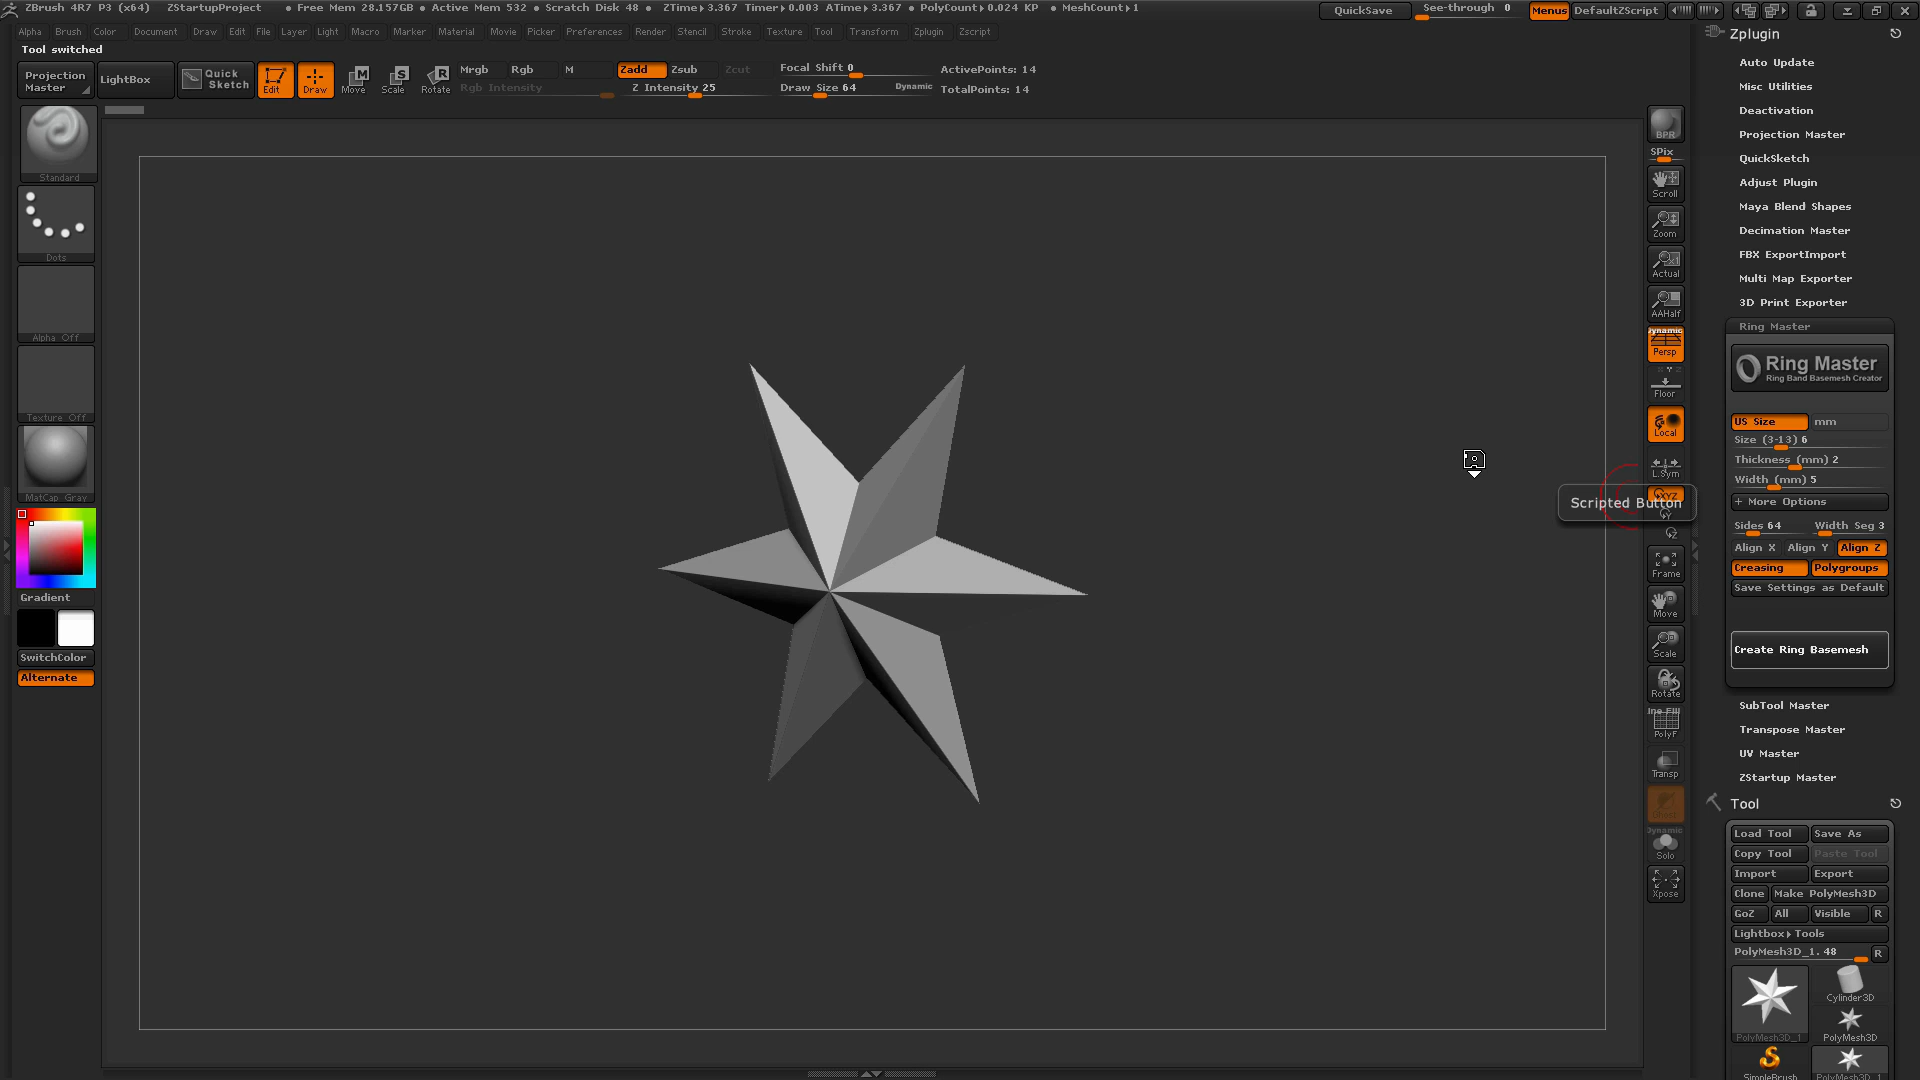 ZBrush 4R7 P3 (x64) ZStartupProject ● Free Mem 28.157GB ● Active Mem 532 ● Scratch Disk 48 ● ZTime▸3.367 Timer▸0.003 ATime▸3.367 ● PolyCount▸0.024 KP ● MeshCount▸1 QuickSave See-through 0 Menus DefaultZScript
Alpha Brush Color Document Draw Edit File Layer Light Macro Marker Material Movie Picker Preferences Render Stencil Stroke Texture Tool Transform Zplugin Zscript
Tool switched
Projection Master
LightBox
Quick Sketch
Edit
Draw
Move
Scale
Rotate
Mrgb Rgb M
Rgb Intensity
Zadd Zsub Zcut
Z Intensity 25
Focal Shift 0
Draw Size 64 Dynamic
ActivePoints: 14
TotalPoints: 14
Standard
Dots
Alpha Off
Texture Off
MatCap Gray
Gradient
SwitchColor
Alternate
BPR
SPix
Scroll
Zoom
Actual
AAHalf
Dynamic
Persp
Floor
Local
L.Sym
Scripted Button
Frame
Move
Scale
Rotate
PolyF
Transp
Dynamic
Solo
Xpose
Zplugin
Auto Update
Misc Utilities
Deactivation
Projection Master
QuickSketch
Adjust Plugin
Maya Blend Shapes
Decimation Master
FBX ExportImport
Multi Map Exporter
3D Print Exporter
Ring Master
Ring Master
Ring Band Basemesh Creator
US Size mm
Size (3-13) 6
Thickness (mm) 2
Width (mm) 5
+ More Options
Sides 64 Width Seg 3
Align X Align Y Align Z
Creasing Polygroups
Save Settings as Default
Create Ring Basemesh
SubTool Master
Transpose Master
UV Master
ZStartup Master
Tool
Load Tool Save As
Copy Tool Paste Tool
Import Export
Clone Make PolyMesh3D
GoZ All Visible R
Lightbox▸Tools
PolyMesh3D_1. 48 R
PolyMesh3D_1
Cylinder3D
PolyMesh3D
SimpleBrush
PolyMesh3D_1